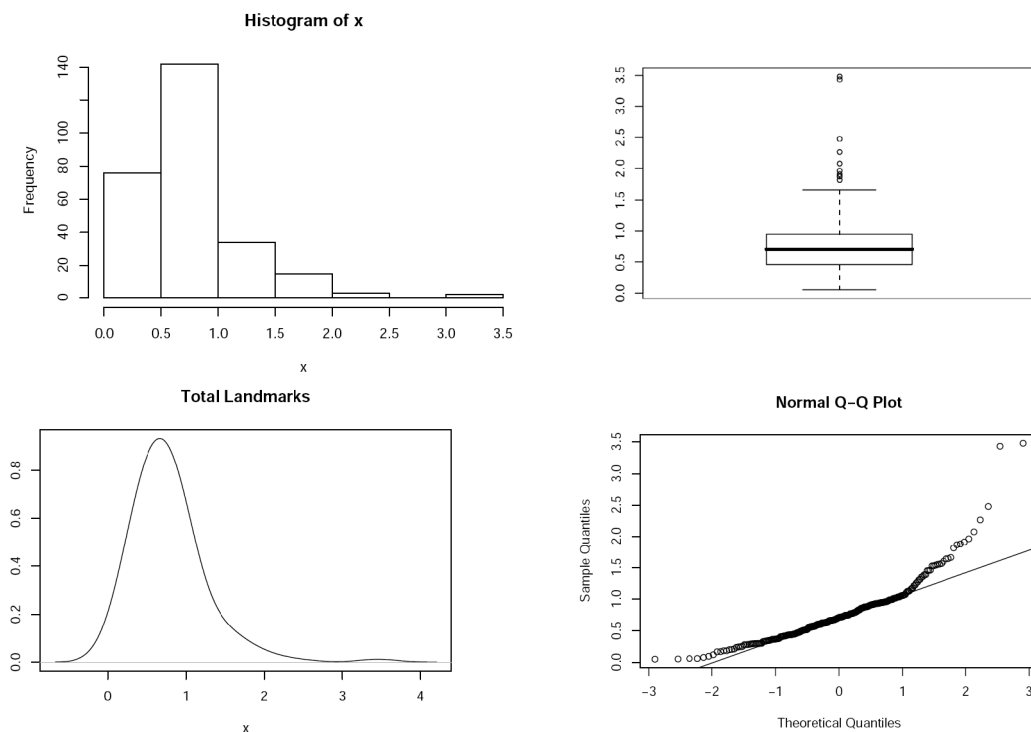 Histogram of x
Frequency
0 20 40 60 80 100 140
0.0 0.5 1.0 1.5 2.0 2.5 3.0 3.5
x
0.0 0.5 1.0 1.5 2.0 2.5 3.0 3.5
Total Landmarks
0.0 0.2 0.4 0.6 0.8
0 1 2 3 4
x
Normal Q-Q Plot
Sample Quantiles
0.0 0.5 1.0 1.5 2.0 2.5 3.0 3.5
−3 −2 −1 0 1 2 3
Theoretical Quantiles